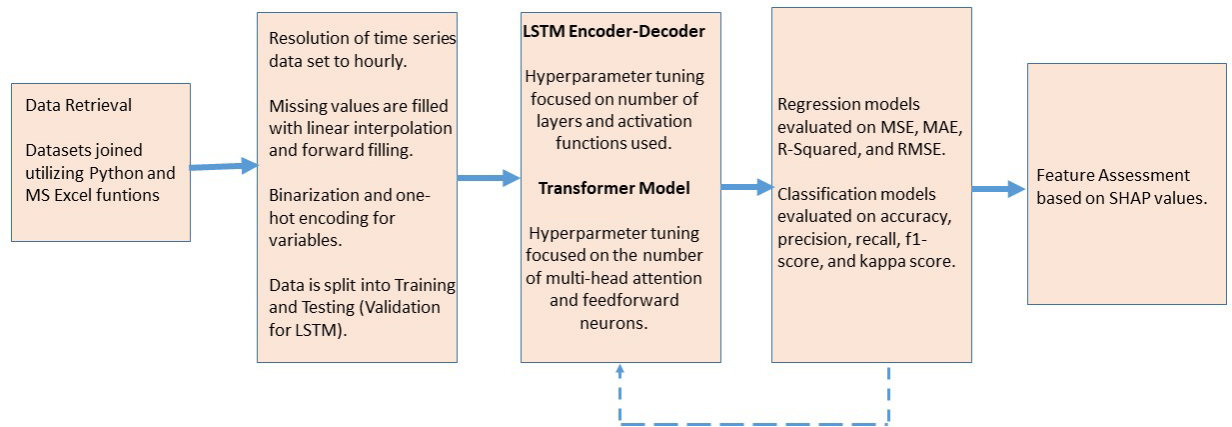 Data Retrieval
Datasets joined
utilizing Python and
MS Excel funtions
Resolution of time series
data set to hourly.
Missing values are filled
with linear interpolation
and forward filling.
Binarization and one-
hot encoding for
variables.
Data is split into Training
and Testing (Validation
for LSTM).
LSTM Encoder-Decoder
Hyperparameter tuning
focused on number of
layers and activation
functions used.
Transformer Model
Hyperparmeter tuning
focused on the number
of multi-head attention
and feedforward
neurons.
Regression models
evaluated on MSE, MAE,
R-Squared, and RMSE.
Classification models
evaluated on accuracy,
precision, recall, f1-
score, and kappa score.
Feature Assessment
based on SHAP values.